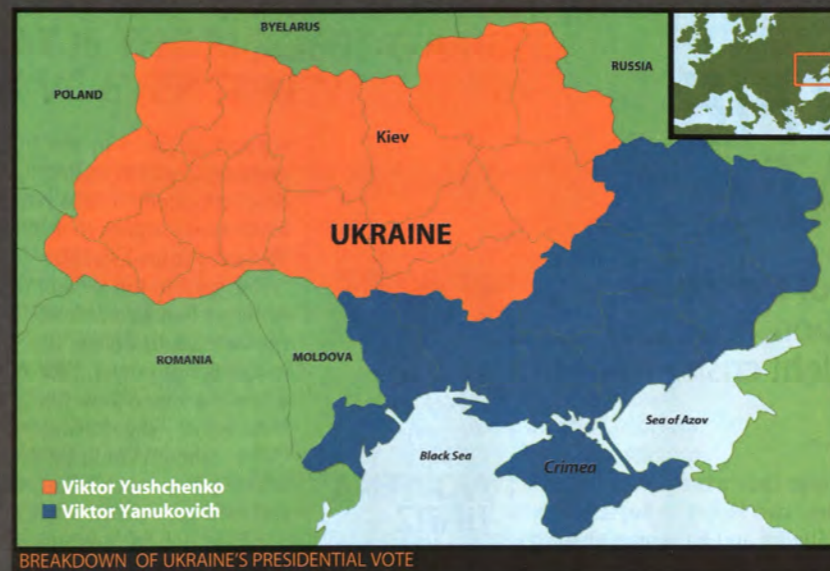 BYELARUS
RUSSIA
POLAND
Kiev
UKRAINE
ROMANIA
MOLDOVA
Sea of Azov
Black Sea
Crimea
Viktor Yushchenko
Viktor Yanukovich
BREAKDOWN OF UKRAINE'S PRESIDENTIAL VOTE